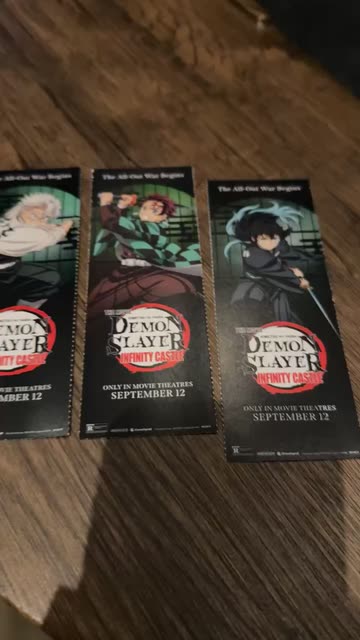 The All-Out War Begins
DEMON
SLAYER
INFINITY CASTLE
MOVIE THEATRES
SEPTEMBER 12
The All-Out War Begins
DEMON
SLAYER
INFINITY CASTLE
ONLY IN MOVIE THEATRES
SEPTEMBER 12
The All-Out War Begins
DEMON
SLAYER
INFINITY CASTLE
ONLY IN MOVIE THEATRES
SEPTEMBER 12